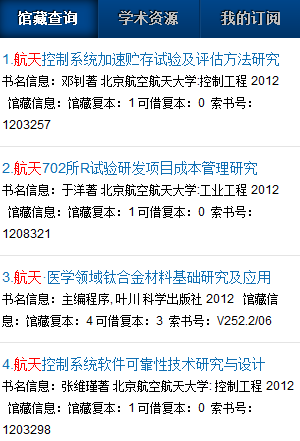 馆藏查询 学术资源 我的订阅
1.航天控制系统加速贮存试验及评估方法研究
书名信息：邓钊著 北京航空航天大学:控制工程 2012
馆藏信息：馆藏复本：1 可借复本：0 索书号：
1203257
2.航天702所R试验研发项目成本管理研究
书名信息：于洋著 北京航空航天大学:工业工程 2012
馆藏信息：馆藏复本：1 可借复本：0 索书号：
1208321
3.航天·医学领域钛合金材料基础研究及应用
书名信息：主编程序, 叶川 科学出版社 2012 馆藏信
息：馆藏复本：4 可借复本：3 索书号：V252.2/06
4.航天控制系统软件可靠性技术研究与设计
书名信息：张维瑾著 北京航空航天大学: 控制工程 2012
馆藏信息：馆藏复本：1 可借复本：0 索书号：
1203298